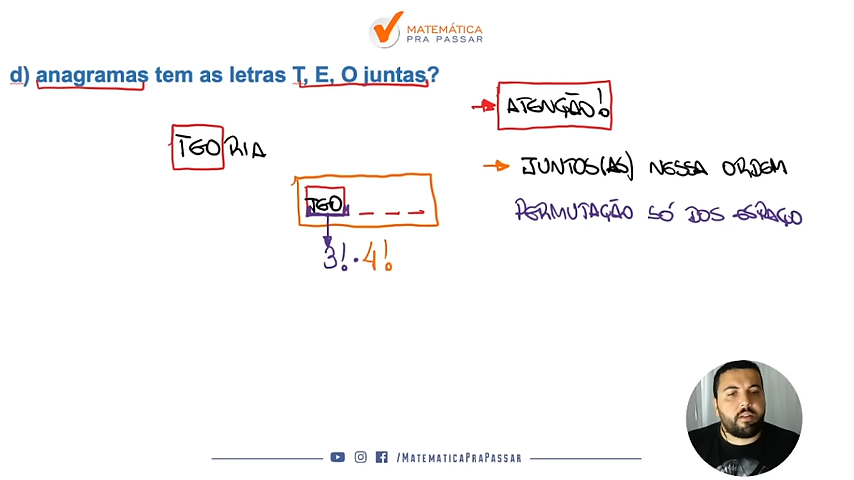 MATEMÁTICA
PRA PASSAR
d) anagramas tem as letras T, E, O juntas?
ATENÇÃO!
TEORIA
JUNTOS(AS) NESSA ORDEM
TEO _ _ _
PERMUTAÇÃO SÓ DOS ESPAÇO
3! · 4!
/MATEMATICAPRAPASSAR